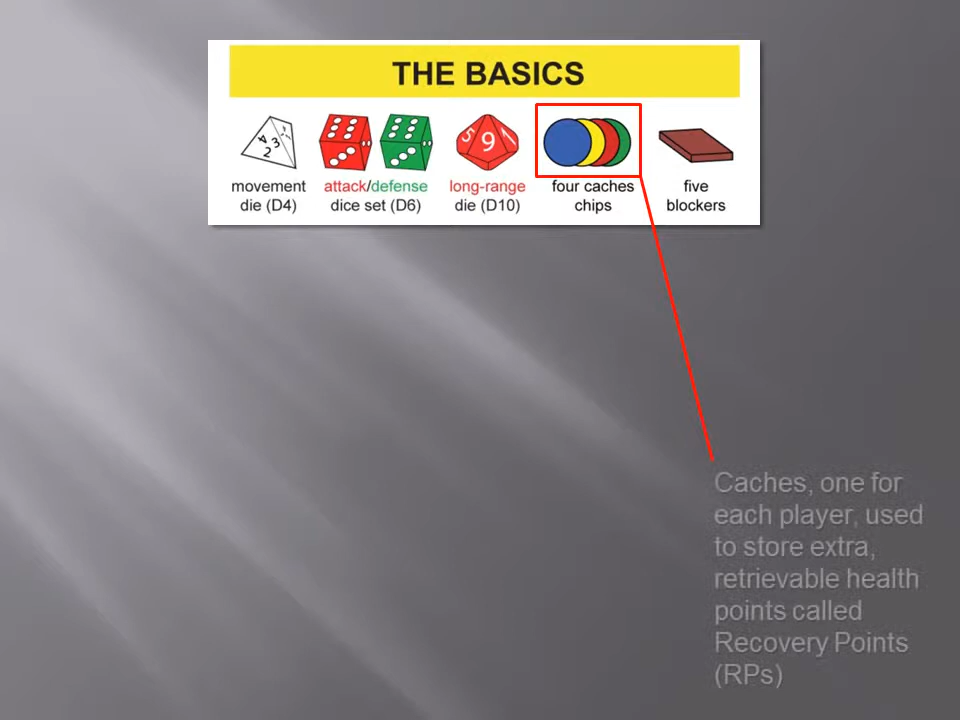 THE BASICS
movement attack/defense long-range four caches five
die (D4) dice set (D6) die (D10) chips blockers
Caches, one for
each player, used
to store extra,
retrievable health
points called
Recovery Points
(RPs)